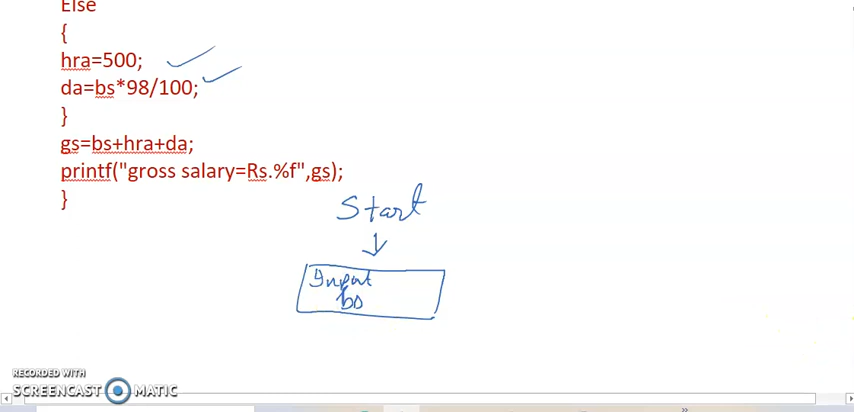 Else
{
hra=500;
da=bs*98/100;
}
gs=bs+hra+da;
printf("gross salary=Rs.%f",gs);
}
Start
Input
bs
RECORDED WITH
SCREENCAST MATIC